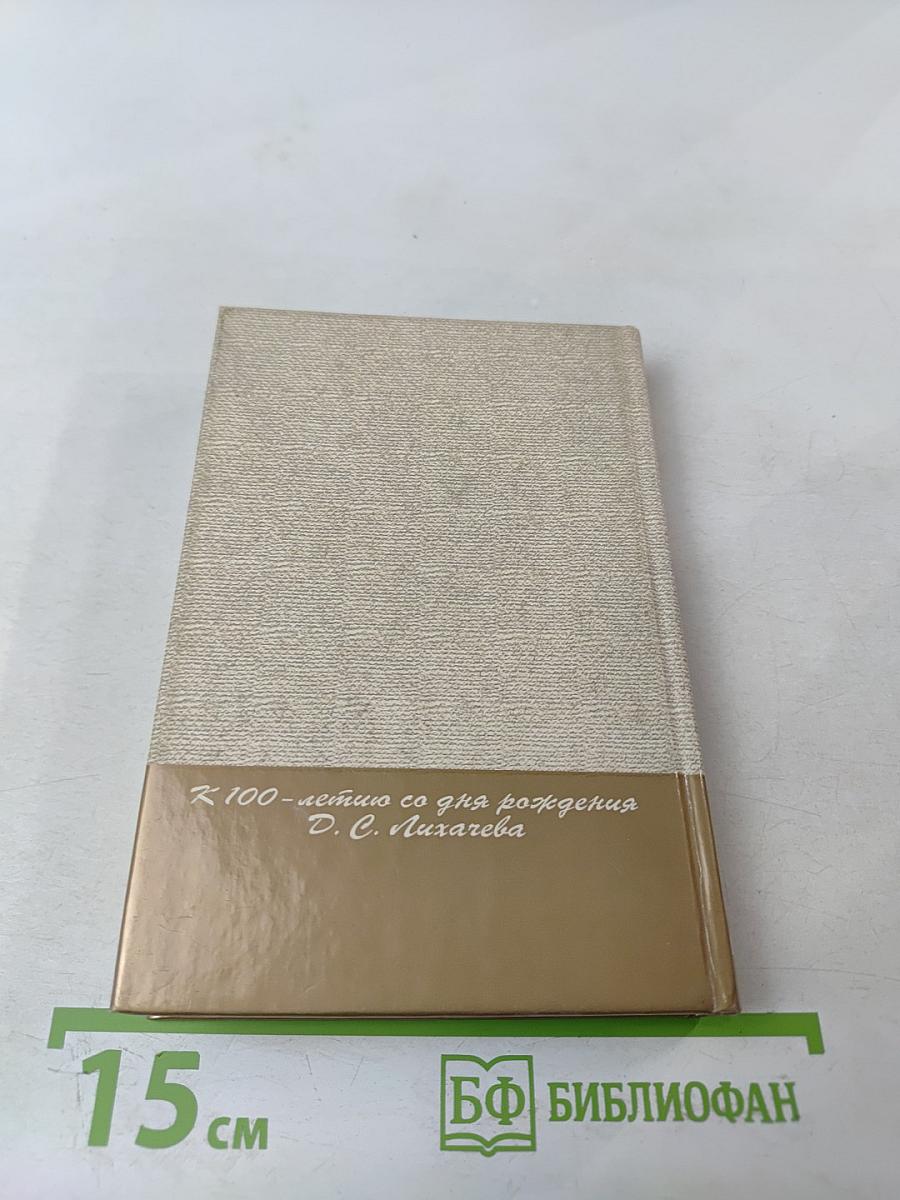 К 100-летию со дня рождения
Д. С. Лихачева
15 см
БФ БИБЛИОФАН